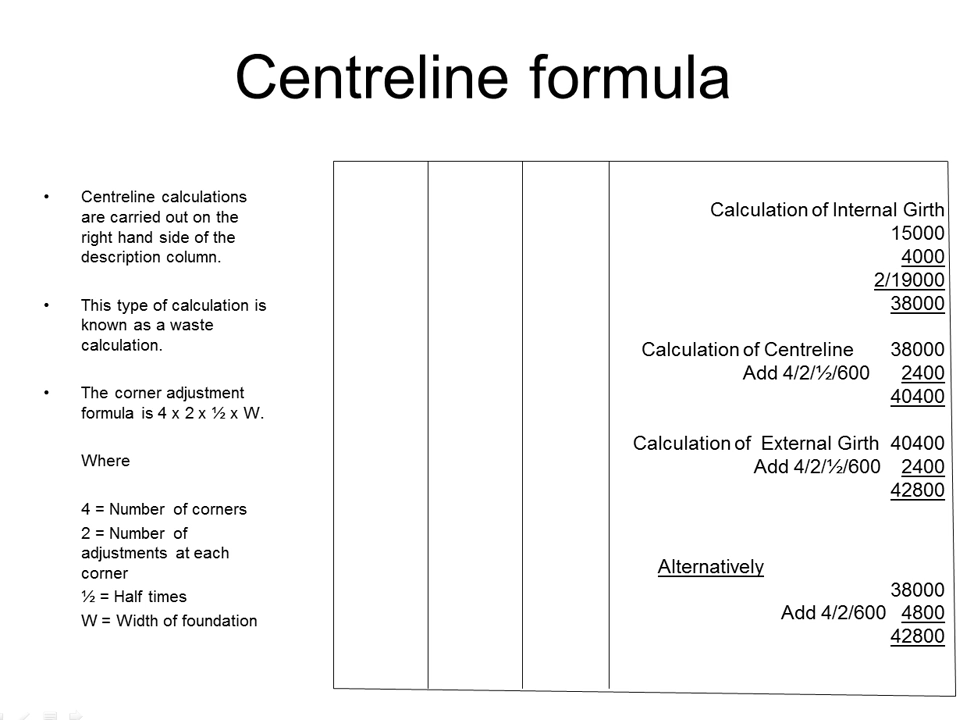 Centreline formula
• Centreline calculations
are carried out on the
right hand side of the
description column.
• This type of calculation is
known as a waste
calculation.
• The corner adjustment
formula is 4 x 2 x ½ x W.
Where
4 = Number of corners
2 = Number of
adjustments at each
corner
½ = Half times
W = Width of foundation
Calculation of Internal Girth
15000
4000
2/19000
38000
Calculation of Centreline 38000
Add 4/2/½/600 2400
40400
Calculation of External Girth 40400
Add 4/2/½/600 2400
42800
Alternatively
38000
Add 4/2/600 4800
42800